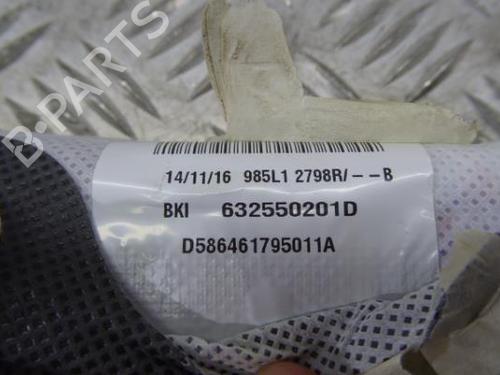 B-PARTS
14/11/16 985L1 2798R/--B
BKI 632550201D
D586461795011A